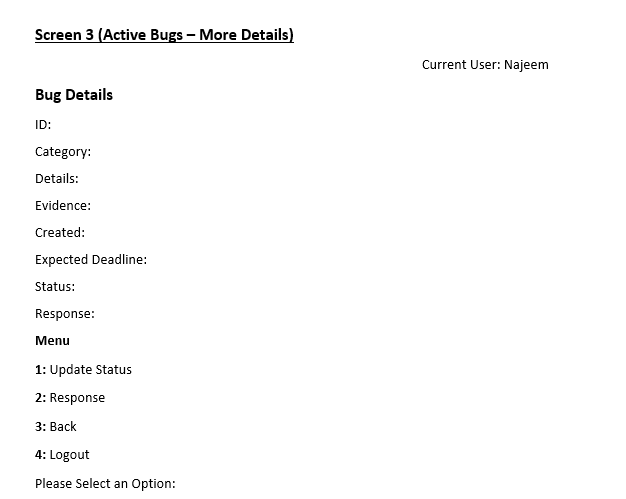 Screen 3 (Active Bugs – More Details)
Current User: Najeem
Bug Details
ID:
Category:
Details:
Evidence:
Created:
Expected Deadline:
Status:
Response:
Menu
1: Update Status
2: Response
3: Back
4: Logout
Please Select an Option: